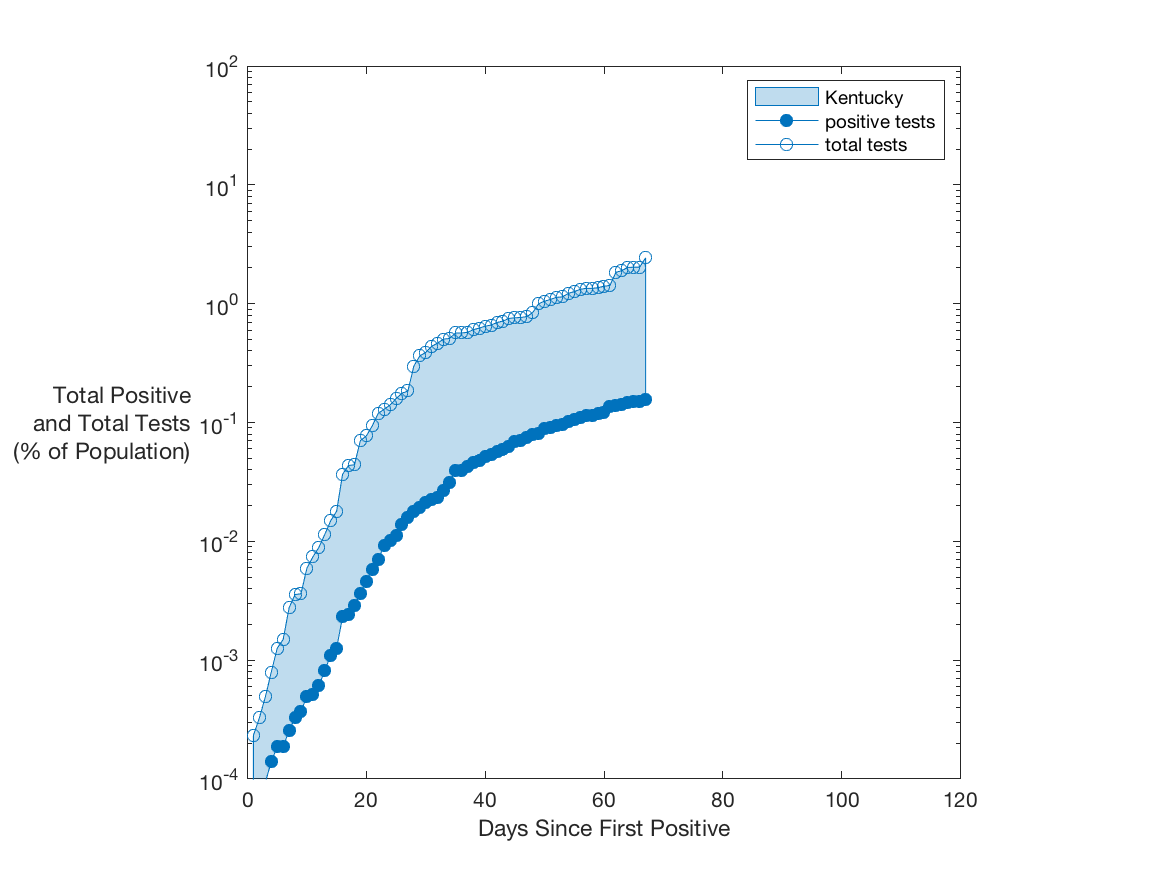 10^2
Kentucky
positive tests
total tests
10^1
10^0
Total Positive
and Total Tests
(% of Population)
10^-1
10^-2
10^-3
10^-4
0 20 40 60 80 100 120
Days Since First Positive